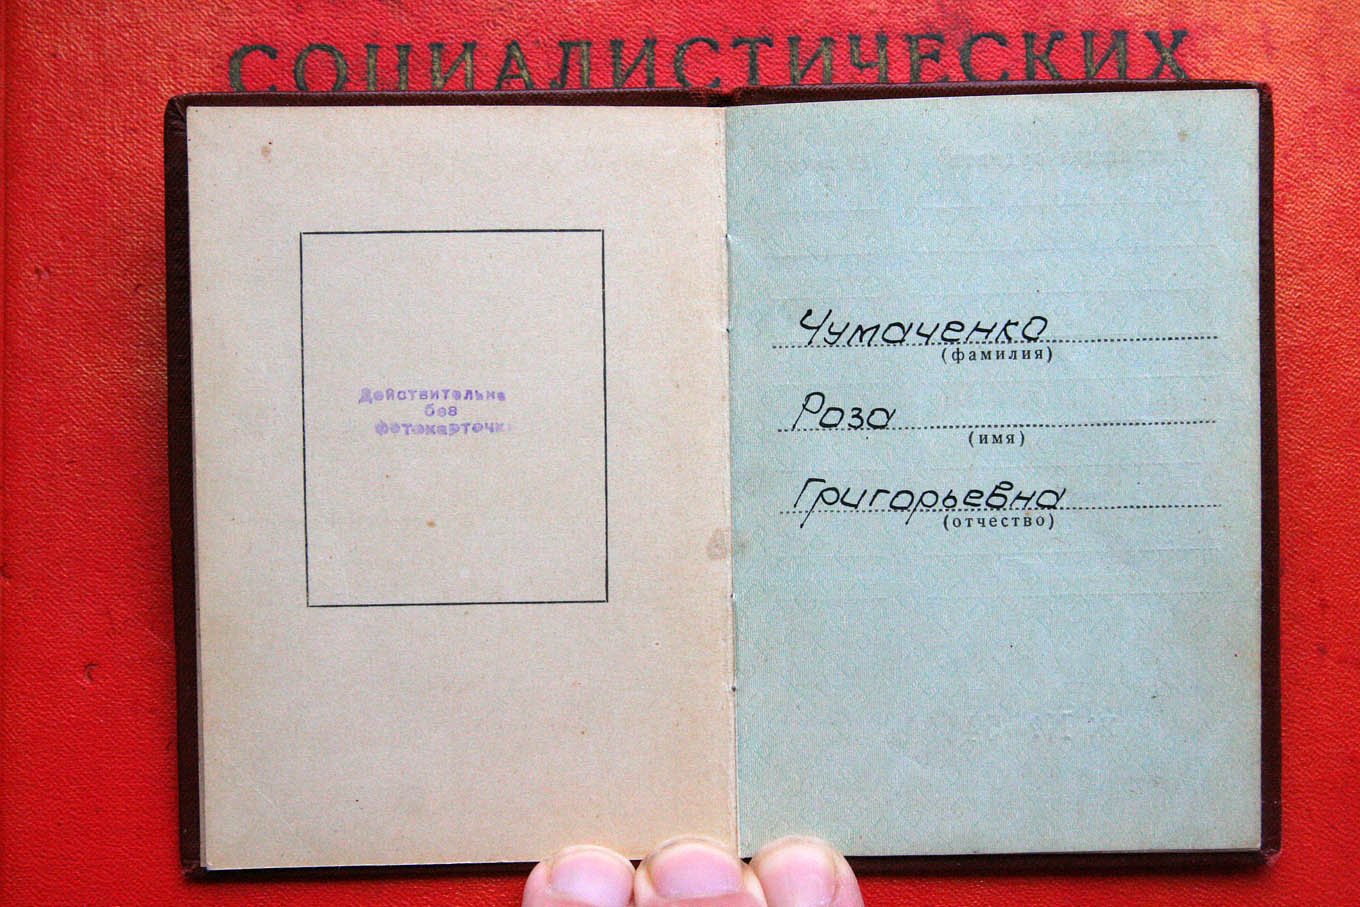 СОЦИАЛИСТИЧЕСКИХ
Действительно
без
фотокарточки
Чумаченко
(фамилия)
Роза
(имя)
Григорьевна
(отчество)